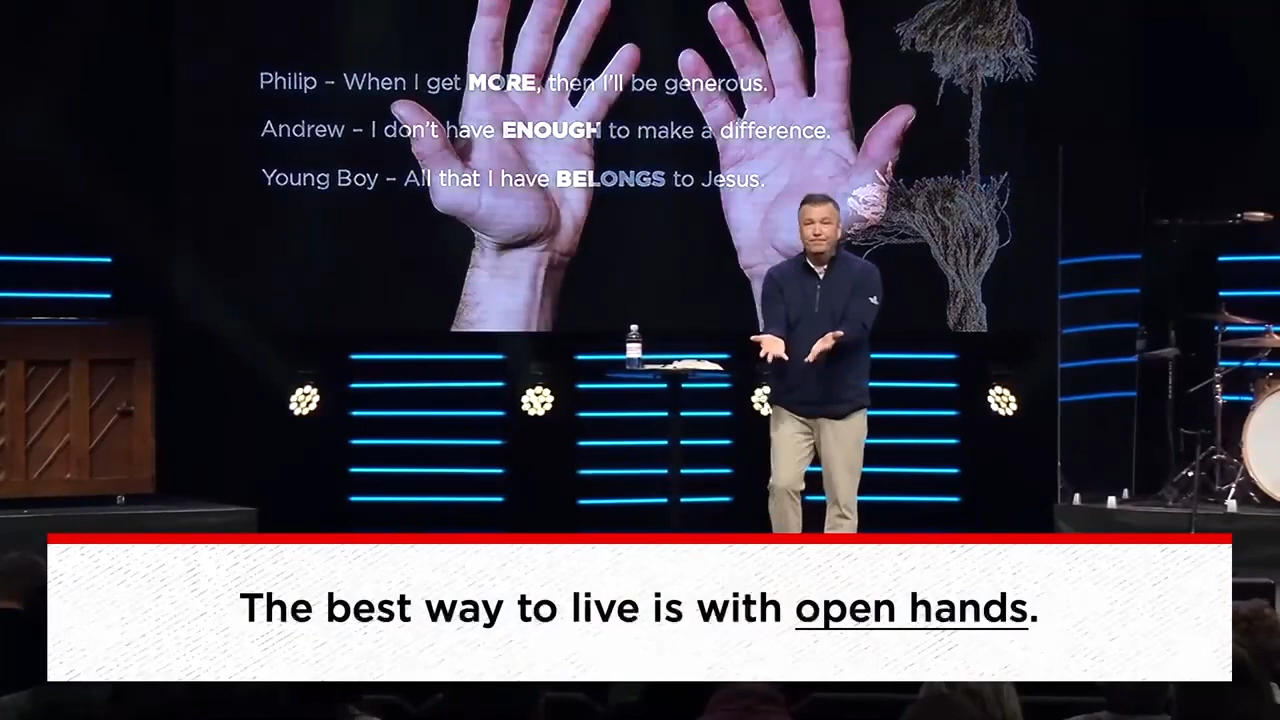 Philip – When I get MORE, then I'll be generous.
Andrew – I don't have ENOUGH to make a difference.
Young Boy – All that I have BELONGS to Jesus.
The best way to live is with open hands.